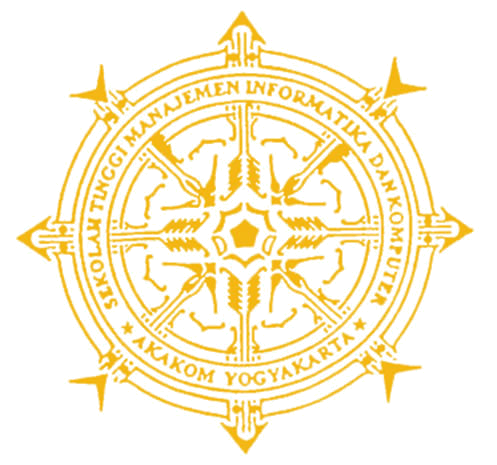 SEKOLAH TINGGI MANAJEMEN INFORMATIKA DAN KOMPUTER
AKAKOM YOGYAKARTA